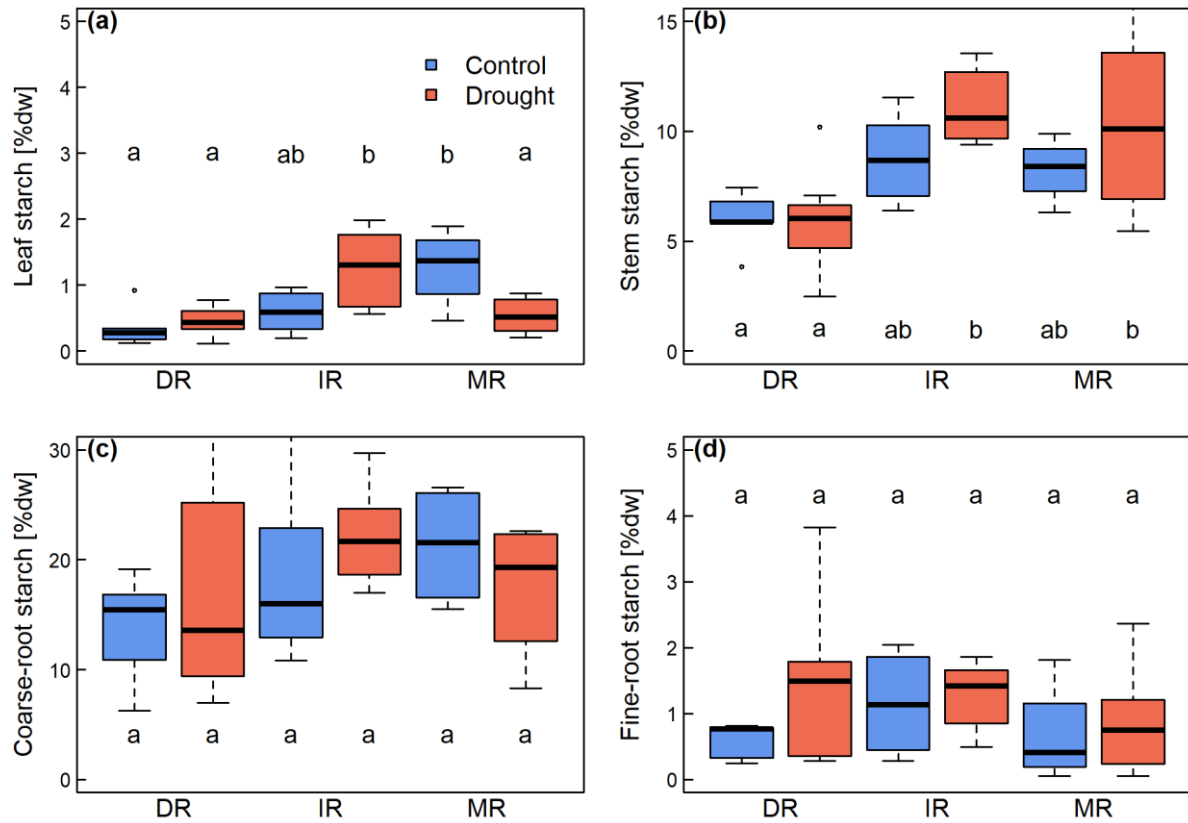 (a)
Leaf starch [%dw]
5
4
3
2
1
0
Control
Drought
a a ab b b a
DR IR MR
(b)
Stem starch [%dw]
15
10
5
0
a a ab b ab b
DR IR MR
(c)
Coarse-root starch [%dw]
30
20
10
0
a a a a a a
DR IR MR
(d)
Fine-root starch [%dw]
5
4
3
2
1
0
a a a a a a
DR IR MR